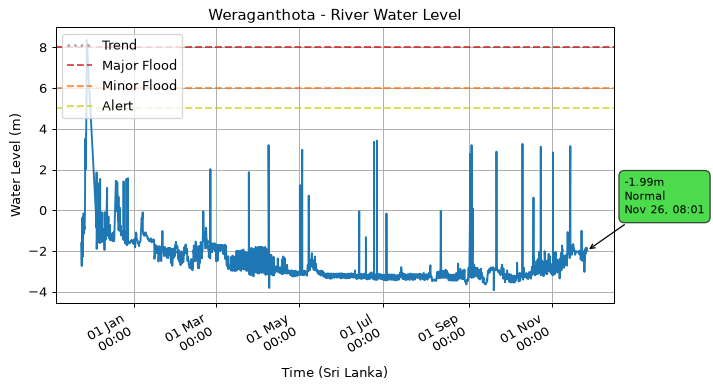 Weraganthota - River Water Level
Water Level (m)
8
6
4
2
0
−2
−4
Trend
Major Flood
Minor Flood
Alert
-1.99m
Normal
Nov 26, 08:01
01 Jan
00:00
01 Mar
00:00
01 May
00:00
01 Jul
00:00
01 Sep
00:00
01 Nov
00:00
Time (Sri Lanka)